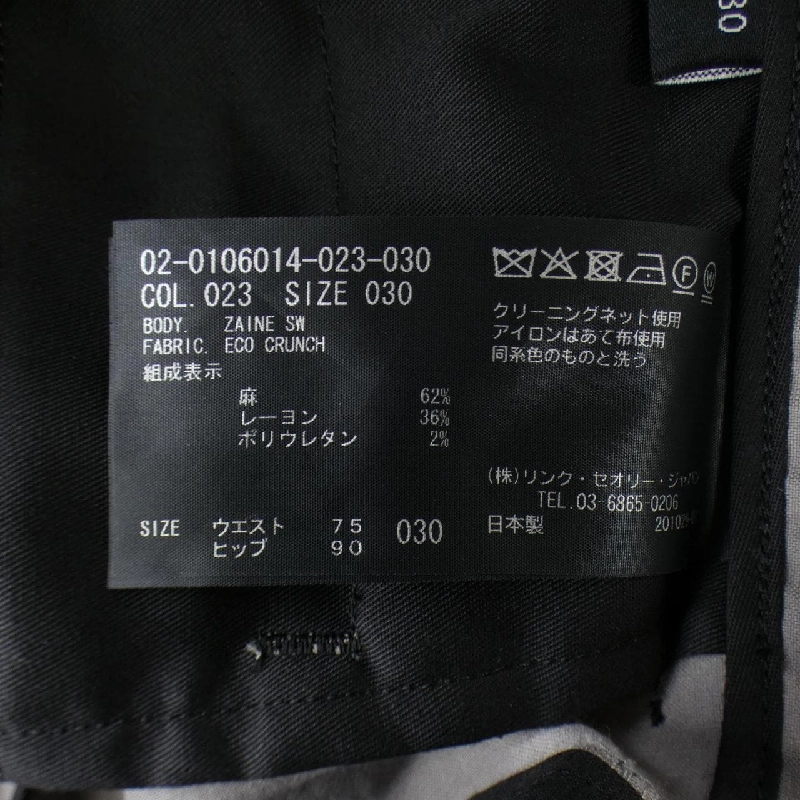 30
02-0106014-023-030
COL. 023 SIZE 030
BODY. ZAINE SW
FABRIC. ECO CRUNCH
組成表示
麻 62%
レーヨン 36%
ポリウレタン 2%
SIZE ウエスト 75
ヒップ 90
030
F
W
クリーニングネット使用
アイロンはあて布使用
同系色のものと洗う
(株)リンク・セオリー・ジャパン
TEL.03-6865-0206
日本製